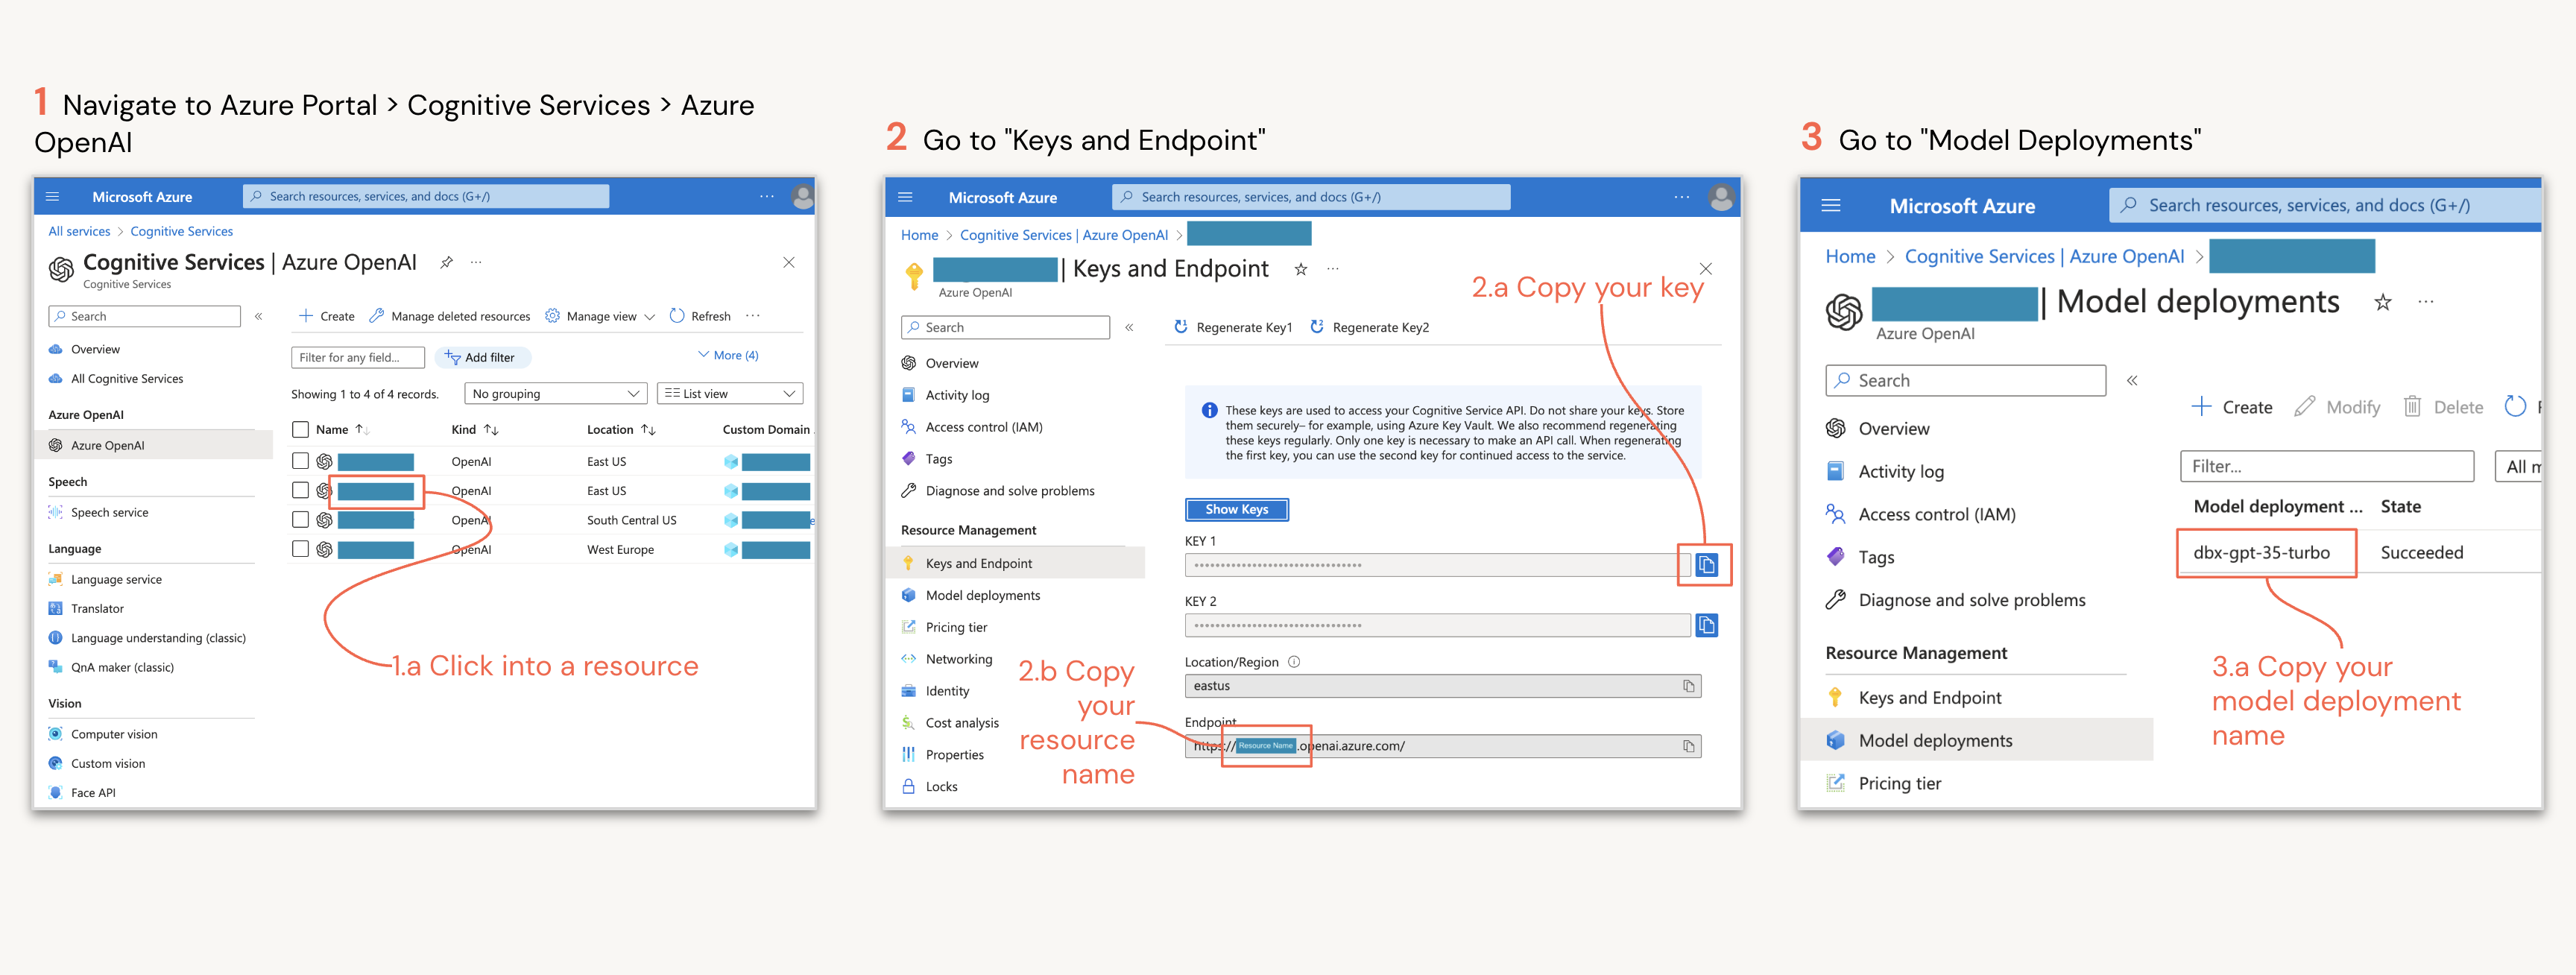 1 Navigate to Azure Portal > Cognitive Services > Azure
OpenAI
Microsoft Azure
Search resources, services, and docs (G+/)
...
All services > Cognitive Services
Cognitive Services | Azure OpenAI
...
Cognitive Services
Search
«
Create
Manage deleted resources
Manage view
Refresh
...
Overview
All Cognitive Services
Azure OpenAI
Azure OpenAI
Speech
Speech service
Language
Language service
Translator
Language understanding (classic)
QnA maker (classic)
Vision
Computer vision
Custom vision
Face API
Filter for any field...
Add filter
More (4)
Showing 1 to 4 of 4 records.
No grouping
List view
Name ↑↓ Kind ↑↓ Location ↑↓ Custom Domain
OpenAI East US
OpenAI East US
OpenAI South Central US
OpenAI West Europe
1.a Click into a resource
2 Go to "Keys and Endpoint"
Microsoft Azure
Search resources, services, and docs (G+/)
...
Home > Cognitive Services | Azure OpenAI >
| Keys and Endpoint
...
Azure OpenAI
2.a Copy your key
Search
«
Regenerate Key1
Regenerate Key2
Overview
Activity log
Access control (IAM)
Tags
Diagnose and solve problems
Resource Management
Keys and Endpoint
Model deployments
Pricing tier
Networking
Identity
Cost analysis
Properties
Locks
These keys are used to access your Cognitive Service API. Do not share your keys. Store
them securely– for example, using Azure Key Vault. We also recommend regenerating
these keys regularly. Only one key is necessary to make an API call. When regenerating
the first key, you can use the second key for continued access to the service.
Show Keys
KEY 1
KEY 2
Location/Region
eastus
Endpoint
https://Resource Name.openai.azure.com/
2.b Copy
your
resource
name
3 Go to "Model Deployments"
Microsoft Azure
Search resources, services, and docs (G+/)
Home > Cognitive Services | Azure OpenAI >
| Model deployments
...
Azure OpenAI
Search
«
Create
Modify
Delete
Overview
Activity log
Access control (IAM)
Tags
Diagnose and solve problems
Resource Management
Keys and Endpoint
Model deployments
Pricing tier
Filter...
All
Model deployment ... State
dbx-gpt-35-turbo Succeeded
3.a Copy your
model deployment
name